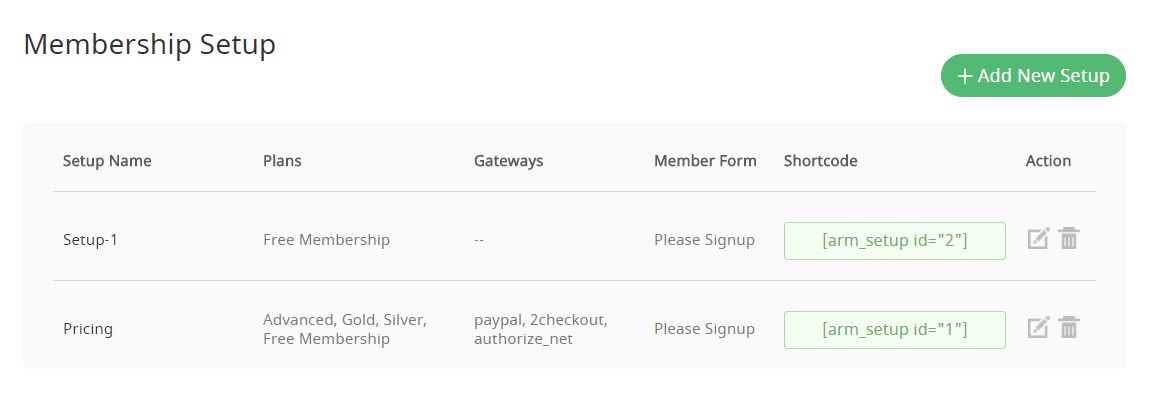 Membership Setup
+ Add New Setup
Setup Name Plans Gateways Member Form Shortcode Action
Setup-1 Free Membership -- Please Signup [arm_setup id="2"]
Pricing Advanced, Gold, Silver, paypal, 2checkout, Please Signup [arm_setup id="1"]
Free Membership authorize_net